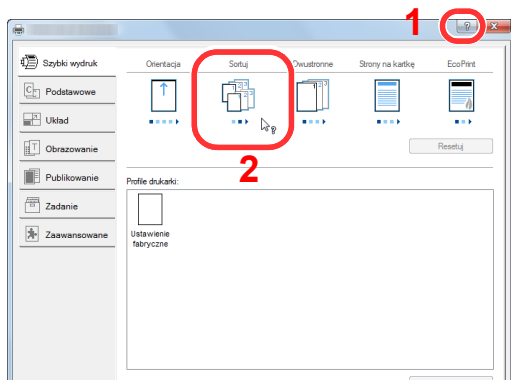 1
?
Szybki wydruk
Podstawowe
Układ
Obrazowanie
Publikowanie
Zadanie
Zaawansowane
Orientacja
Sortuj
Dwustronne
Strony na kartkę
EcoPrint
2
Resetuj
Profile drukarki:
Ustawienie
fabryczne